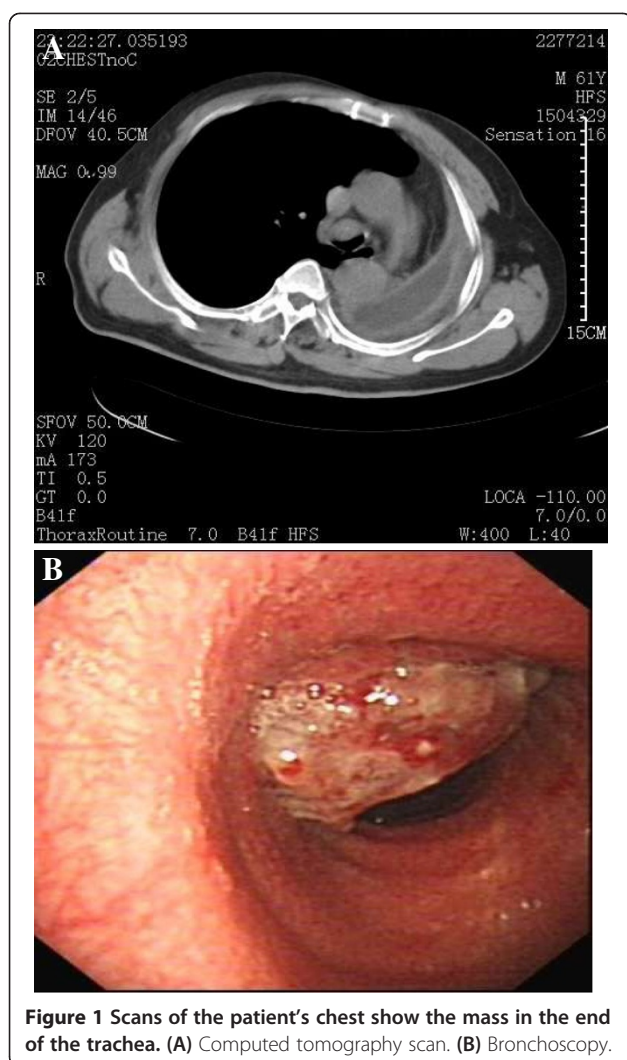 A
23:22:27.035193
02CHESTnoC
2277214
M 61Y
HFS
1504329
Sensation 16
SE 2/5
IM 14/46
DFOV 40.5CM
MAG 0.99
R
15CM
SFOV 50.0CM
KV 120
mA 173
TI 0.5
GT 0.0
B41f
ThoraxRoutine 7.0 B41f HFS
LOCA -110.00
7.0/0.0
W:400 L:40
B
Figure 1 Scans of the patient's chest show the mass in the end
of the trachea. (A) Computed tomography scan. (B) Bronchoscopy.